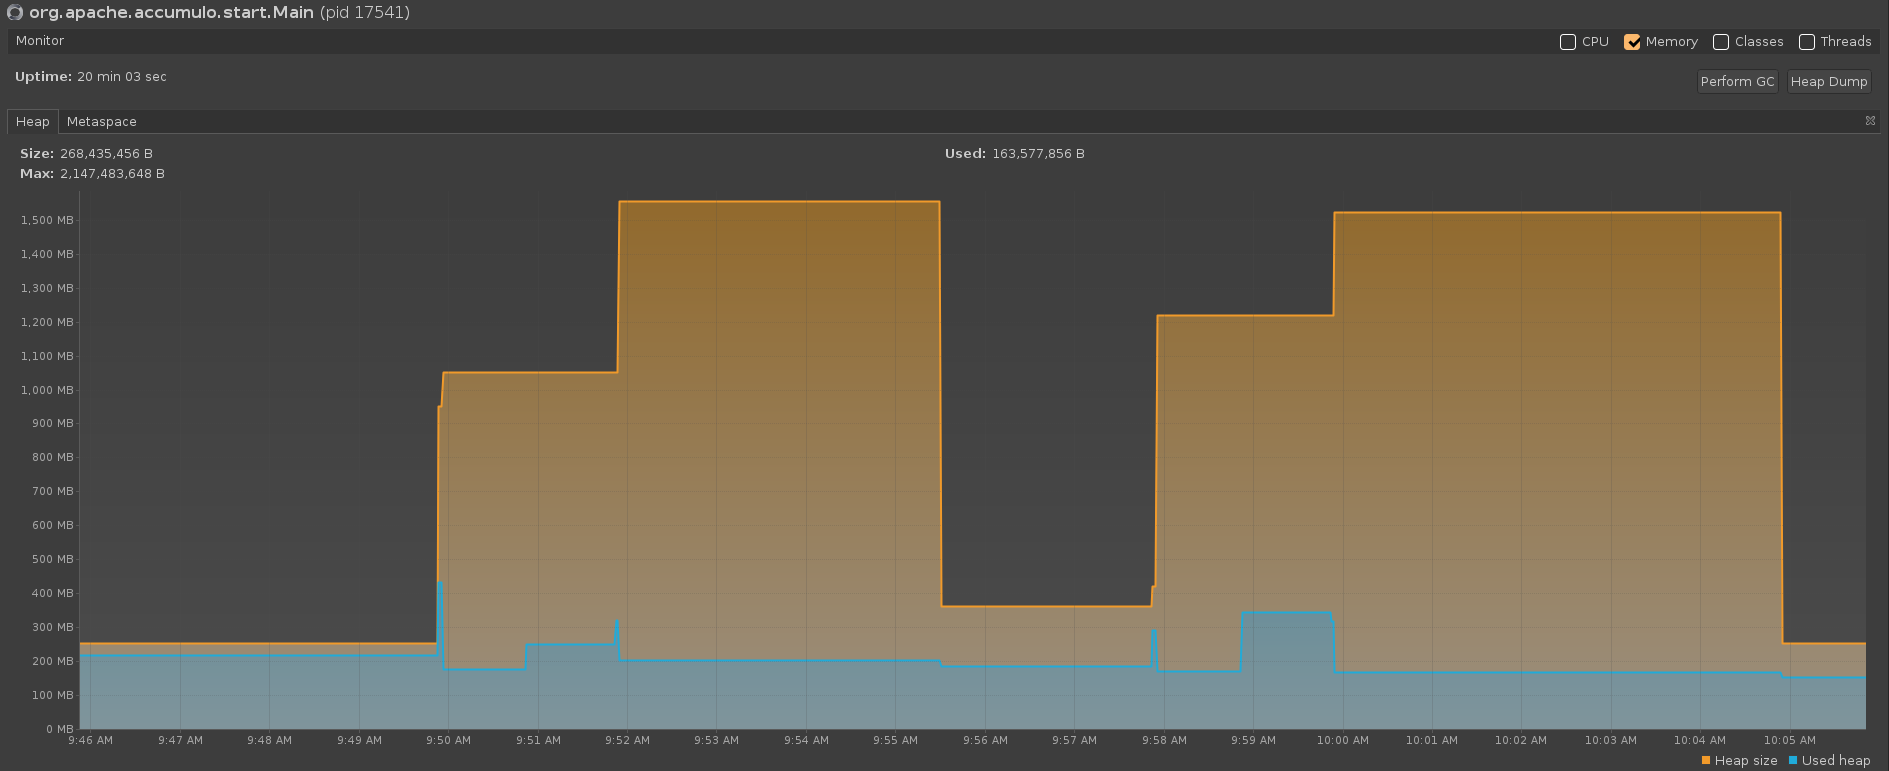 org.apache.accumulo.start.Main (pid 17541)
Monitor
CPU Memory Classes Threads
Uptime: 20 min 03 sec
Perform GC Heap Dump
Heap Metaspace
Size: 268,435,456 B Used: 163,577,856 B
Max: 2,147,483,648 B
1,500 MB
1,400 MB
1,300 MB
1,200 MB
1,100 MB
1,000 MB
900 MB
800 MB
700 MB
600 MB
500 MB
400 MB
300 MB
200 MB
100 MB
0 MB
9:46 AM 9:47 AM 9:48 AM 9:49 AM 9:50 AM 9:51 AM 9:52 AM 9:53 AM 9:54 AM 9:55 AM 9:56 AM 9:57 AM 9:58 AM 9:59 AM 10:00 AM 10:01 AM 10:02 AM 10:03 AM 10:04 AM 10:05 AM
Heap size Used heap